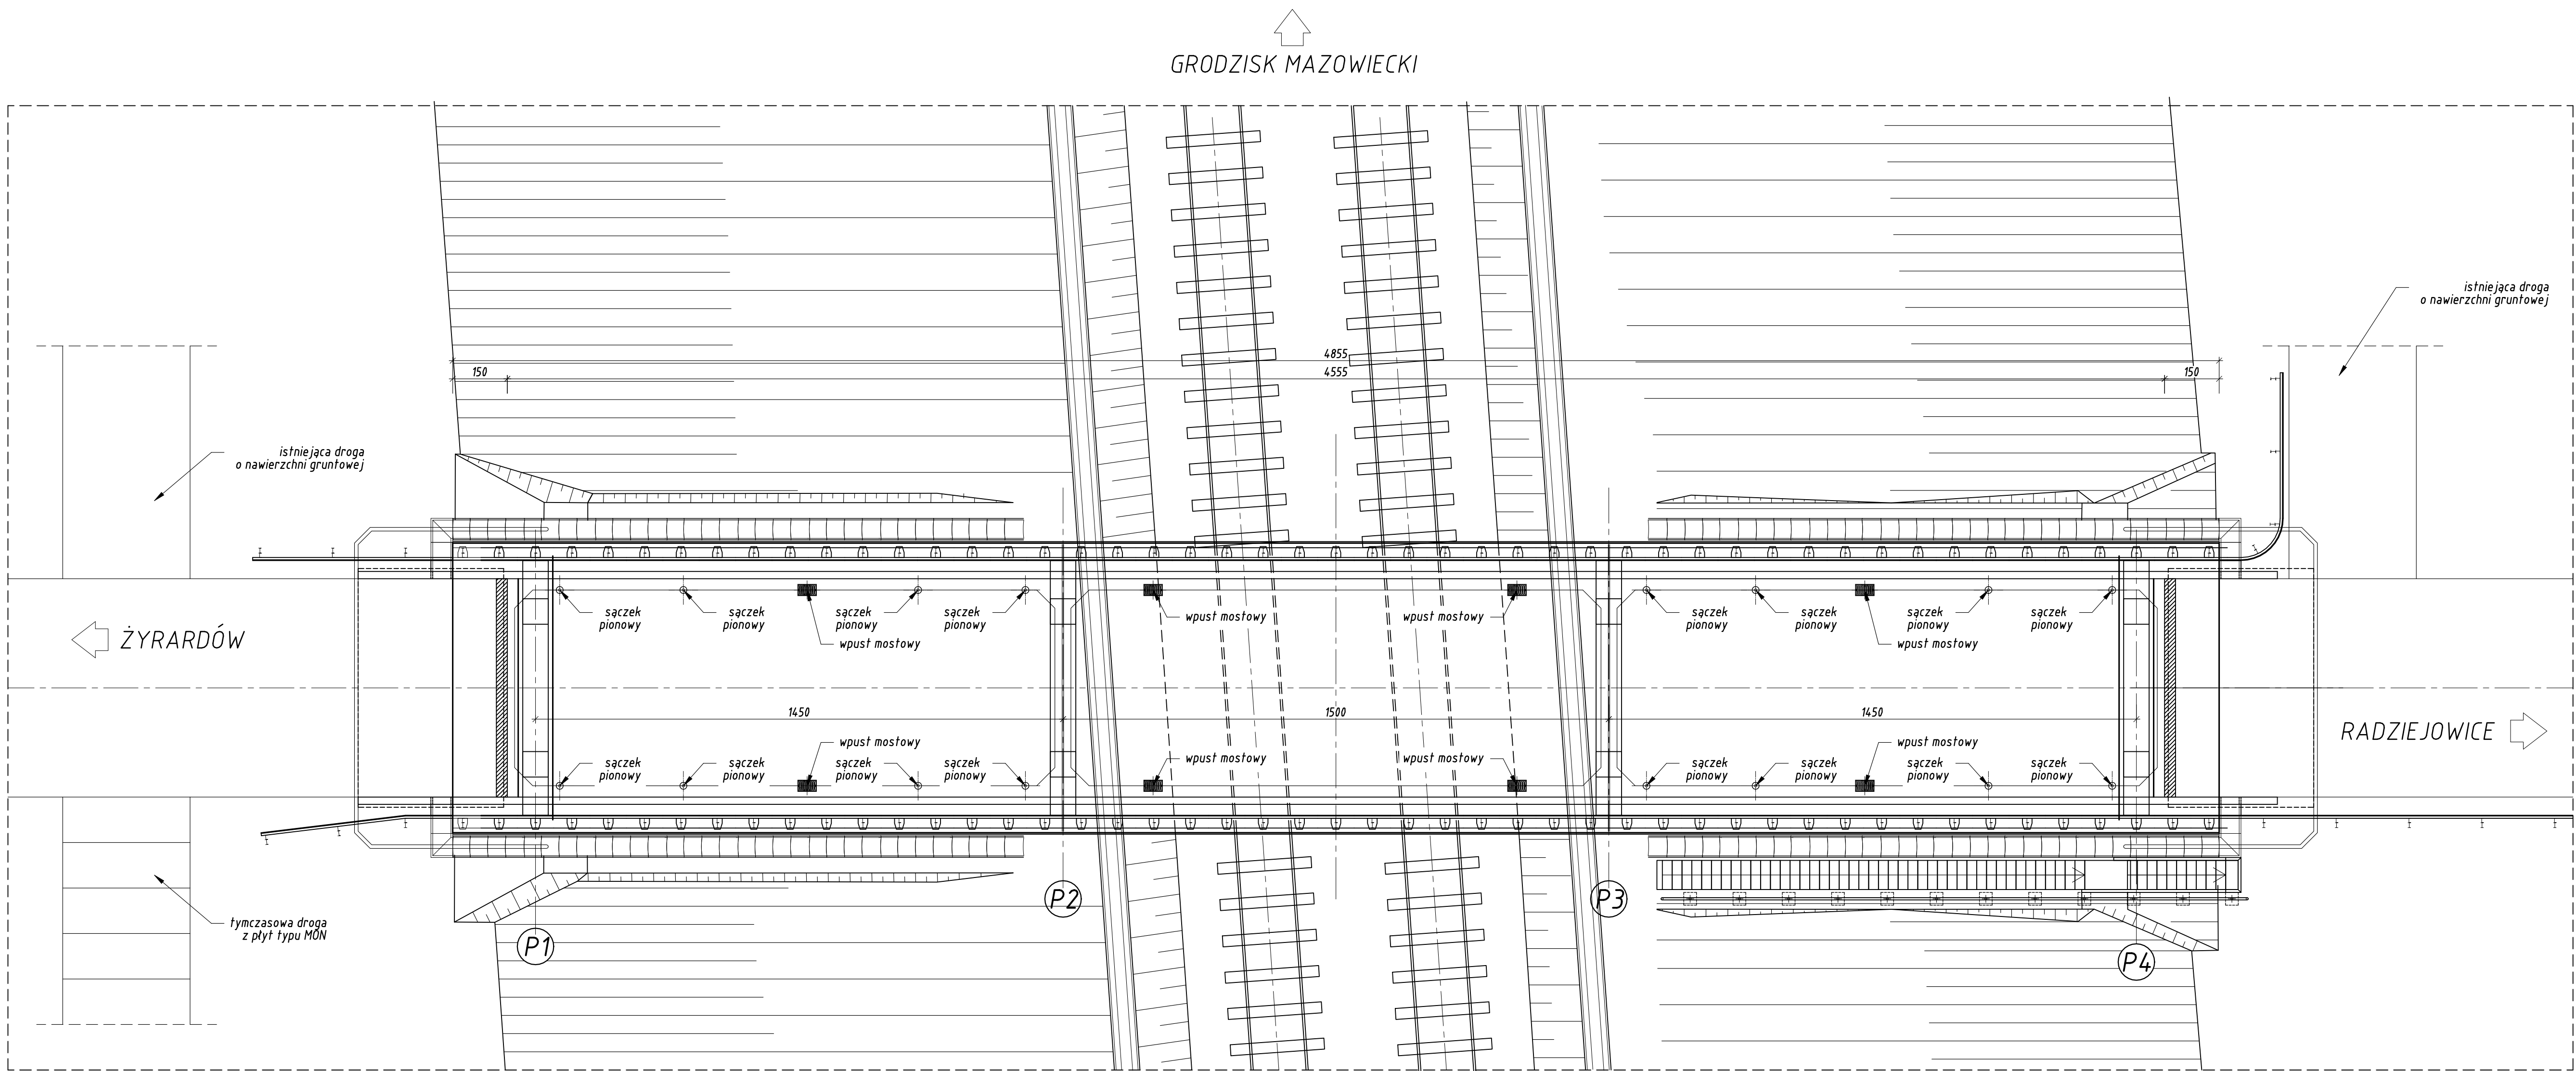 GRODZISK MAZOWIECKI
istniejąca droga
o nawierzchni gruntowej
4855
150
4555
150
istniejąca droga
o nawierzchni gruntowej
sączek
pionowy
sączek
pionowy
wpust mostowy
sączek
pionowy
sączek
pionowy
wpust mostowy
wpust mostowy
sączek
pionowy
sączek
pionowy
wpust mostowy
sączek
pionowy
sączek
pionowy
ŻYRARDÓW
1450
1500
1450
RADZIEJOWICE
sączek
pionowy
sączek
pionowy
wpust mostowy
sączek
pionowy
sączek
pionowy
wpust mostowy
wpust mostowy
sączek
pionowy
sączek
pionowy
wpust mostowy
sączek
pionowy
sączek
pionowy
P2
P3
tymczasowa droga
z płyt typu MON
P1
P4